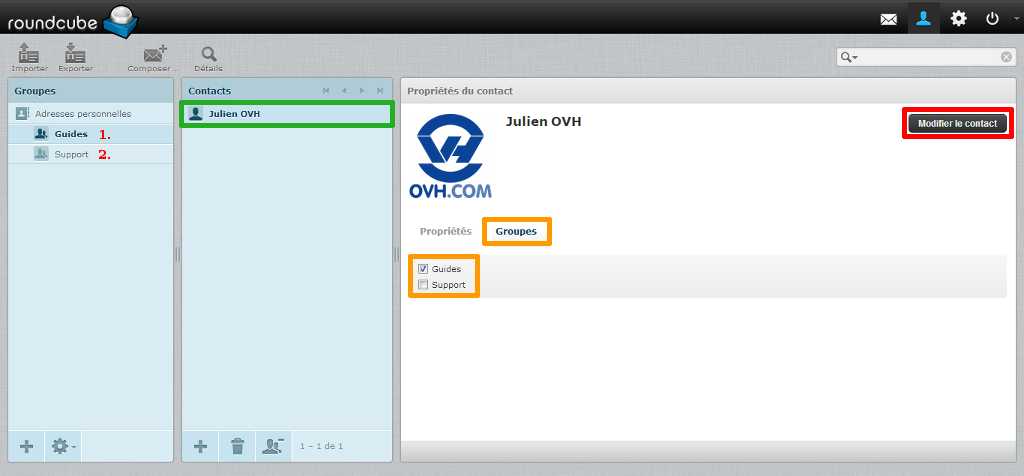 roundcube
Importer
Exporter
Composer ...
Détails
Groupes
Adresses personnelles
Guides 1.
Support 2.
Contacts
Julien OVH
1 – 1 de 1
Propriétés du contact
OVH.COM
Julien OVH
Modifier le contact
Propriétés
Groupes
Guides
Support